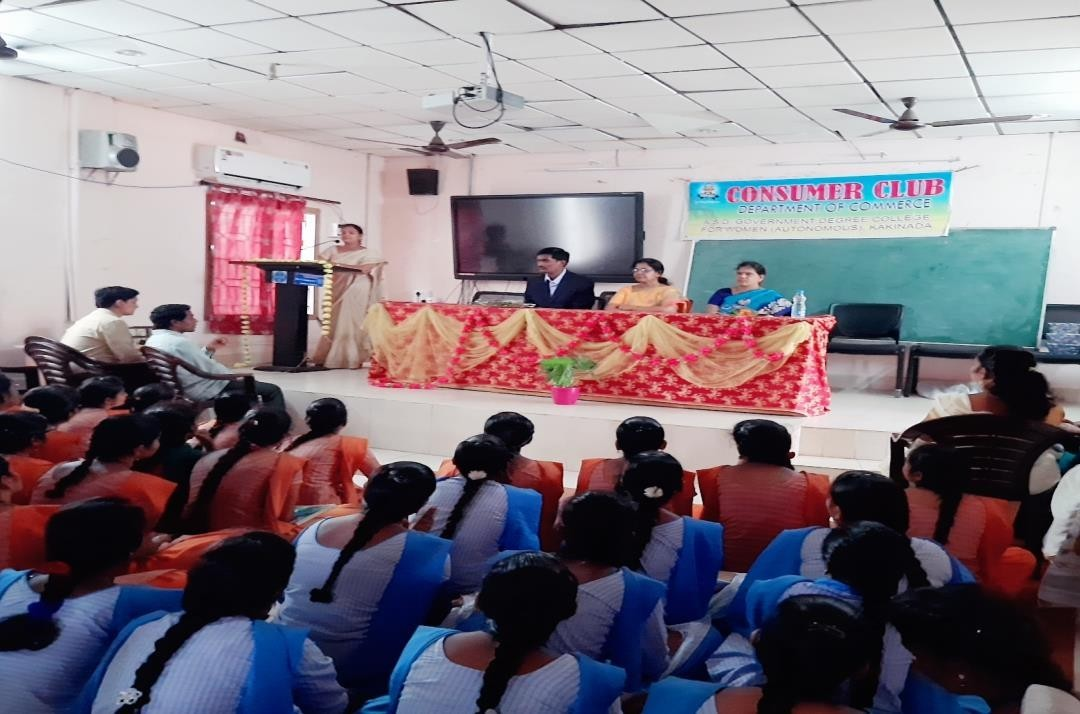 CONSUMER CLUB
DEPARTMENT OF COMMERCE
A.S.D. GOVERNMENT DEGREE COLLEGE
FOR WOMEN (AUTONOMOUS), KAKINADA